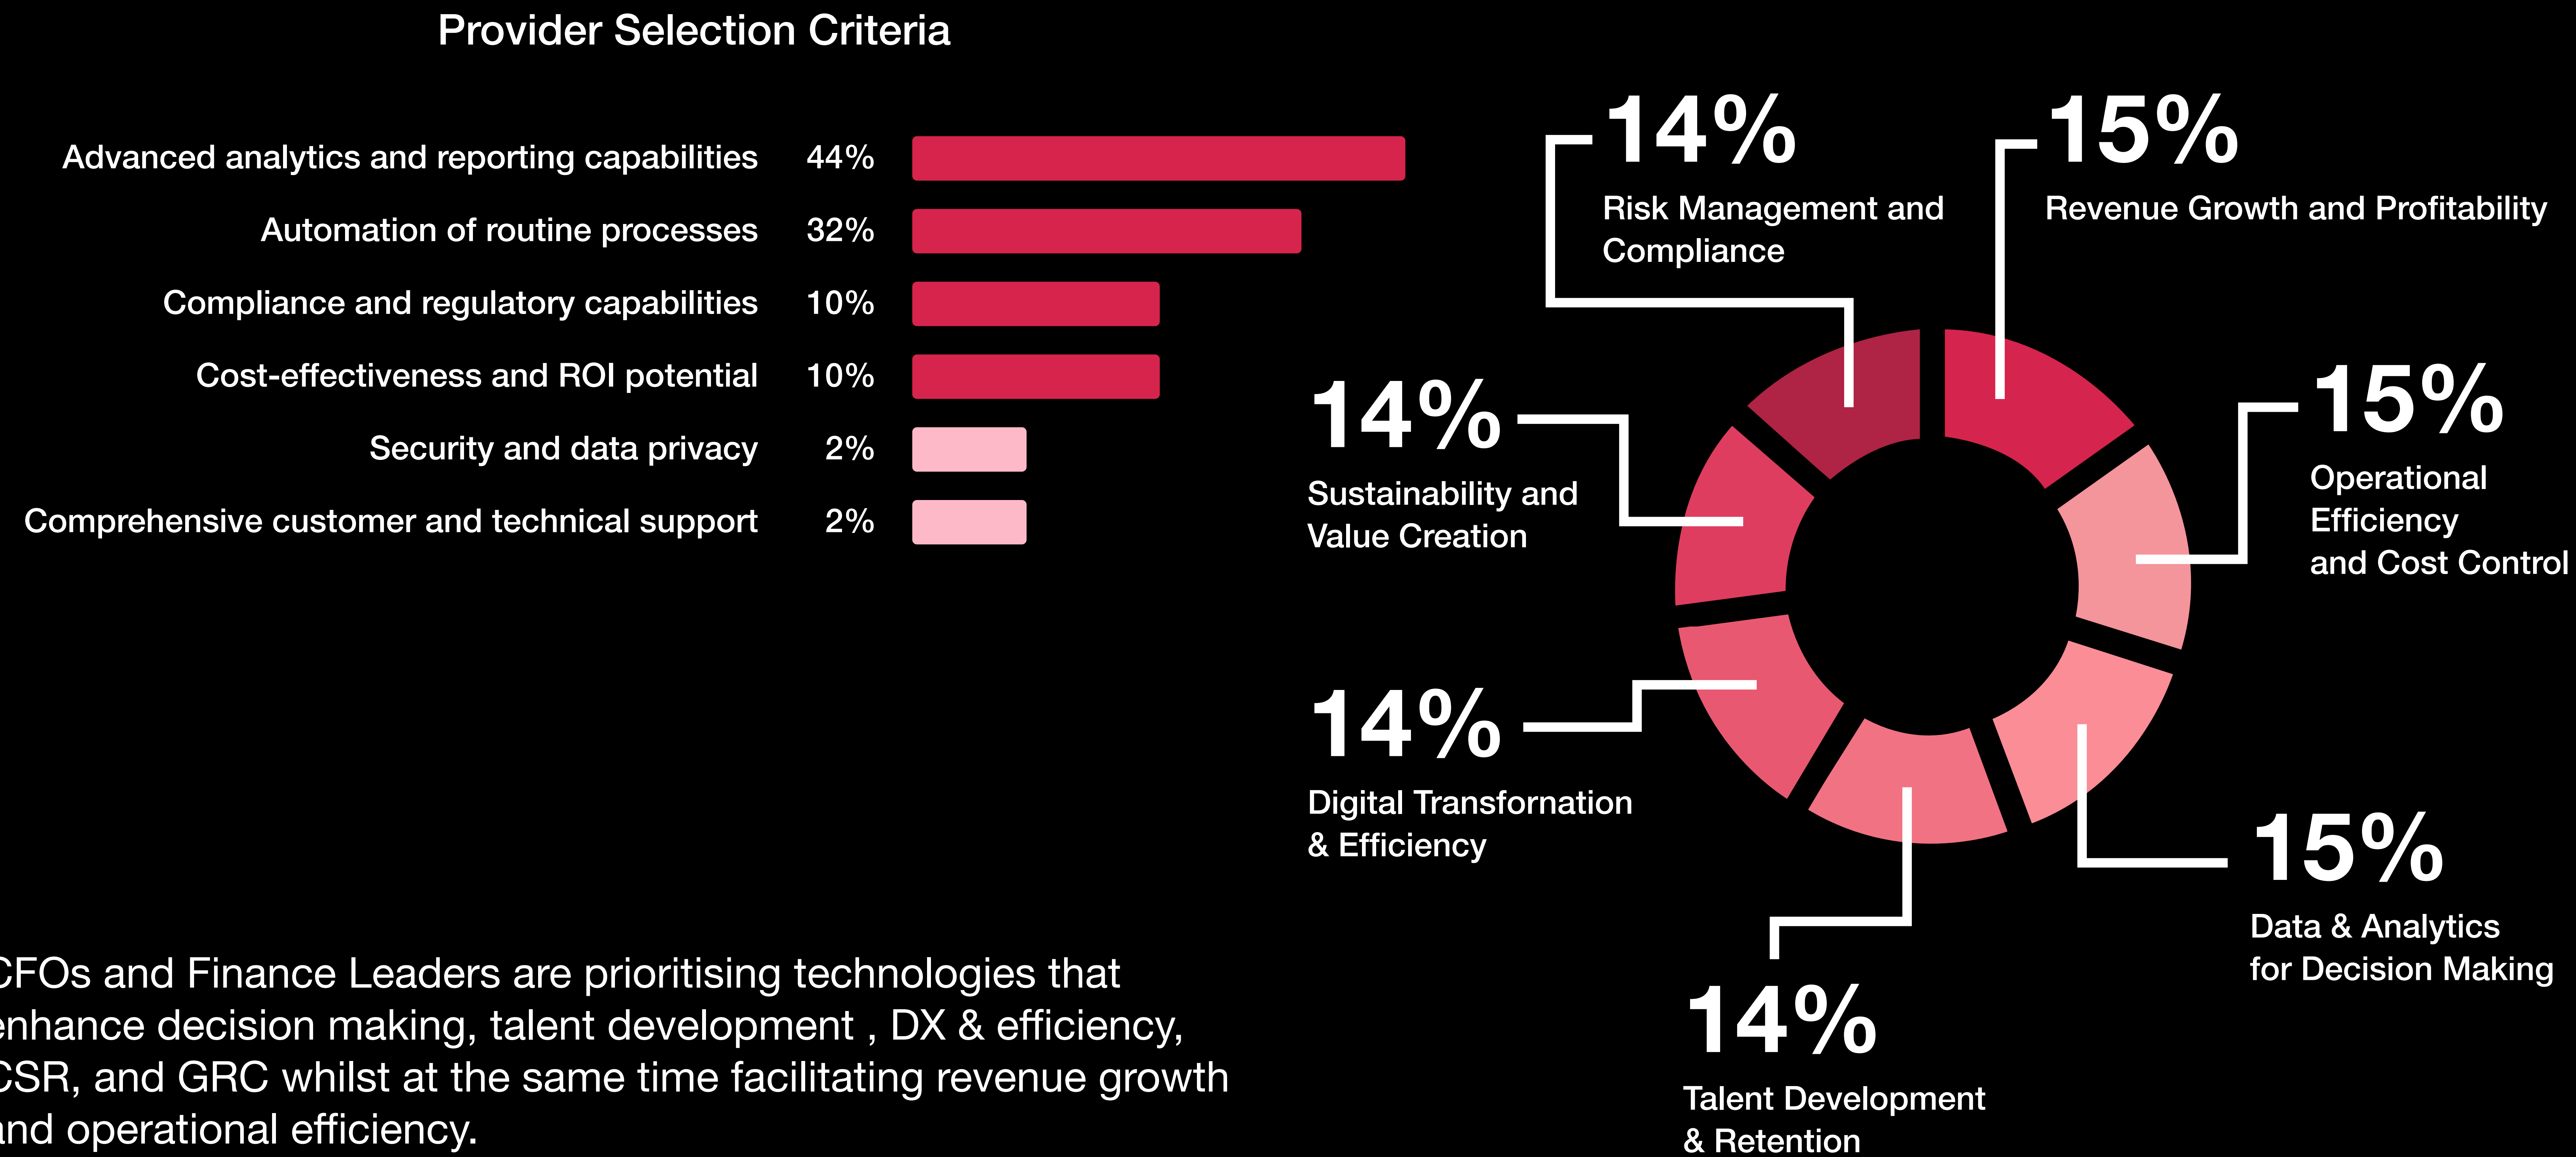 Provider Selection Criteria
Advanced analytics and reporting capabilities 44%
Automation of routine processes 32%
Compliance and regulatory capabilities 10%
Cost-effectiveness and ROI potential 10%
Security and data privacy 2%
Comprehensive customer and technical support 2%
14%
Risk Management and
Compliance
15%
Revenue Growth and Profitability
15%
Operational
Efficiency
and Cost Control
14%
Sustainability and
Value Creation
14%
Digital Transfornation
& Efficiency
15%
Data & Analytics
for Decision Making
14%
Talent Development
& Retention
CFOs and Finance Leaders are prioritising technologies that
enhance decision making, talent development , DX & efficiency,
CSR, and GRC whilst at the same time facilitating revenue growth
and operational efficiency.